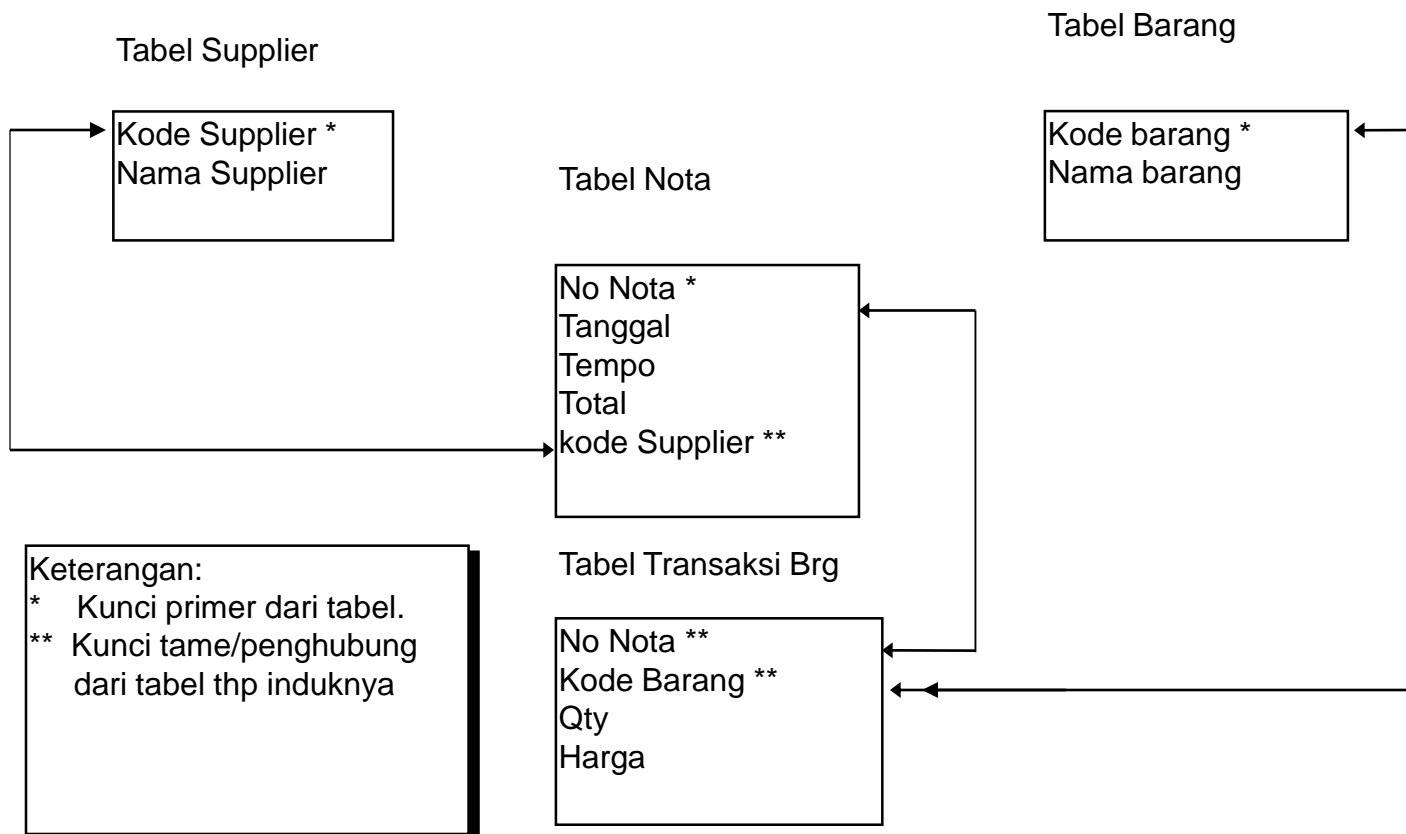 Tabel Supplier
Kode Supplier *
Nama Supplier
Tabel Barang
Kode barang *
Nama barang
Tabel Nota
No Nota *
Tanggal
Tempo
Total
kode Supplier **
Tabel Transaksi Brg
No Nota **
Kode Barang **
Qty
Harga
Keterangan:
* Kunci primer dari tabel.
** Kunci tame/penghubung
dari tabel thp induknya